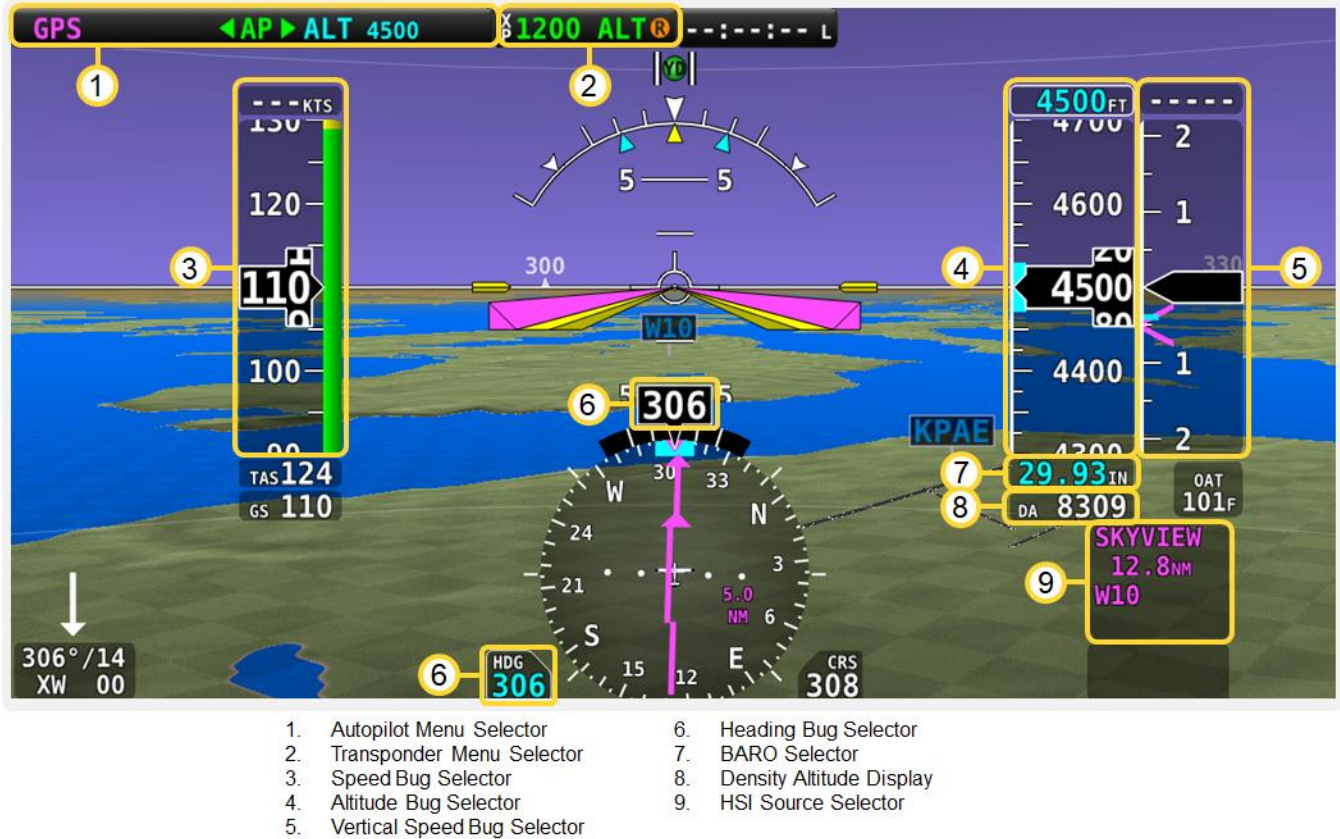 GPS AP ALT 4500 XP 1200 ALT R --:--:-- L
1 2
YD
---KTS
4500FT -----
130
4700
2
5 5
120
4600
1
3 4 5
300
330
20
110
4500
80
W10
100
4400
1
5 5
6 306
KPAE
90
4300
2
TAS 124
7 29.93IN
OAT
101F
GS 110
8 DA 8309
30 33
W N
24 3
21 6
S E
15 12
5.0
NM
SKYVIEW
9 12.8NM
W10
306°/14
XW 00
6 HDG
306
CRS
308
1. Autopilot Menu Selector
2. Transponder Menu Selector
3. Speed Bug Selector
4. Altitude Bug Selector
5. Vertical Speed Bug Selector
6. Heading Bug Selector
7. BARO Selector
8. Density Altitude Display
9. HSI Source Selector